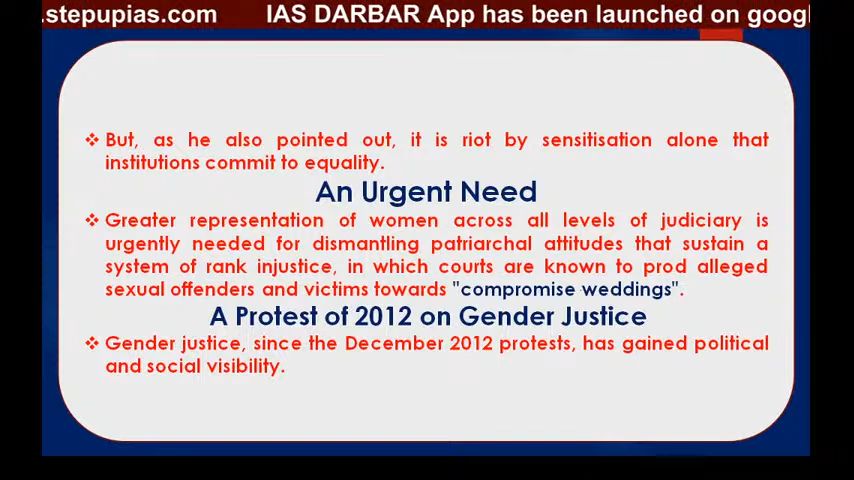 .stepupias.com IAS DARBAR App has been launched on googl
❖ But, as he also pointed out, it is riot by sensitisation alone that
institutions commit to equality.
An Urgent Need
❖ Greater representation of women across all levels of judiciary is
urgently needed for dismantling patriarchal attitudes that sustain a
system of rank injustice, in which courts are known to prod alleged
sexual offenders and victims towards "compromise weddings".
A Protest of 2012 on Gender Justice
❖ Gender justice, since the December 2012 protests, has gained political
and social visibility.